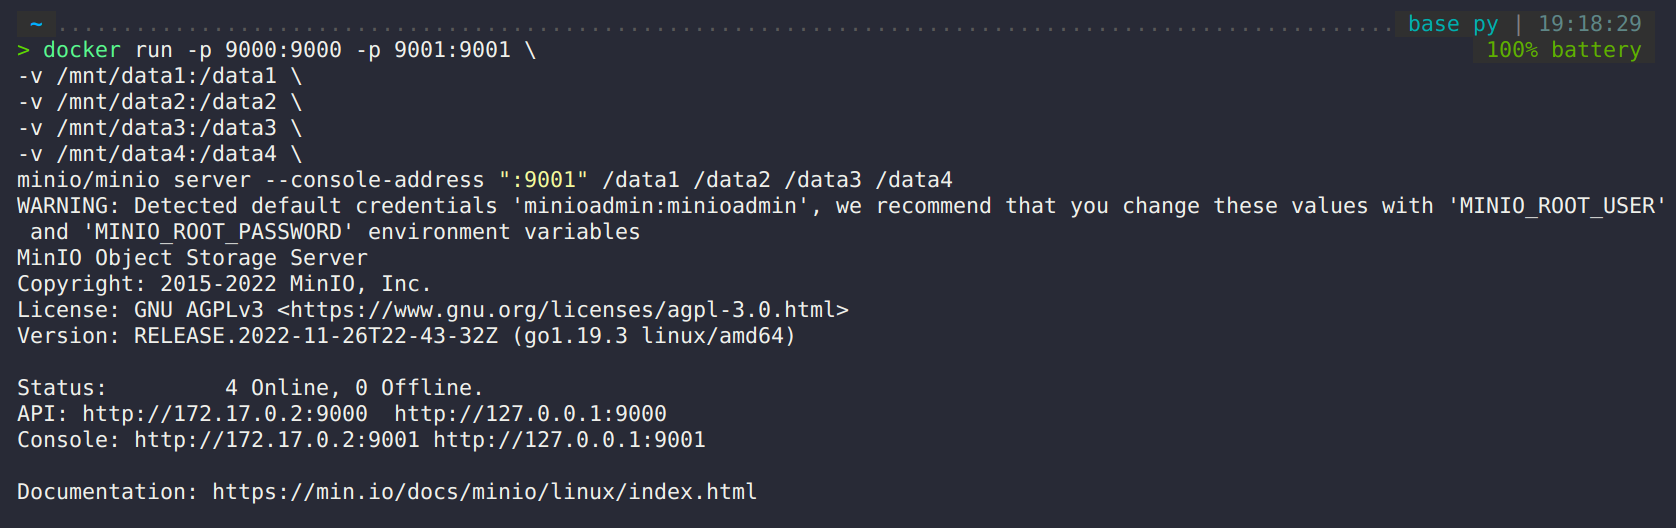 ~ base py | 19:18:29
> docker run -p 9000:9000 -p 9001:9001 \ 100% battery
-v /mnt/data1:/data1 \
-v /mnt/data2:/data2 \
-v /mnt/data3:/data3 \
-v /mnt/data4:/data4 \
minio/minio server --console-address ":9001" /data1 /data2 /data3 /data4
WARNING: Detected default credentials 'minioadmin:minioadmin', we recommend that you change these values with 'MINIO_ROOT_USER'
and 'MINIO_ROOT_PASSWORD' environment variables
MinIO Object Storage Server
Copyright: 2015-2022 MinIO, Inc.
License: GNU AGPLv3 <https://www.gnu.org/licenses/agpl-3.0.html>
Version: RELEASE.2022-11-26T22-43-32Z (go1.19.3 linux/amd64)
Status:         4 Online, 0 Offline.
API: http://172.17.0.2:9000  http://127.0.0.1:9000
Console: http://172.17.0.2:9001 http://127.0.0.1:9001
Documentation: https://min.io/docs/minio/linux/index.html